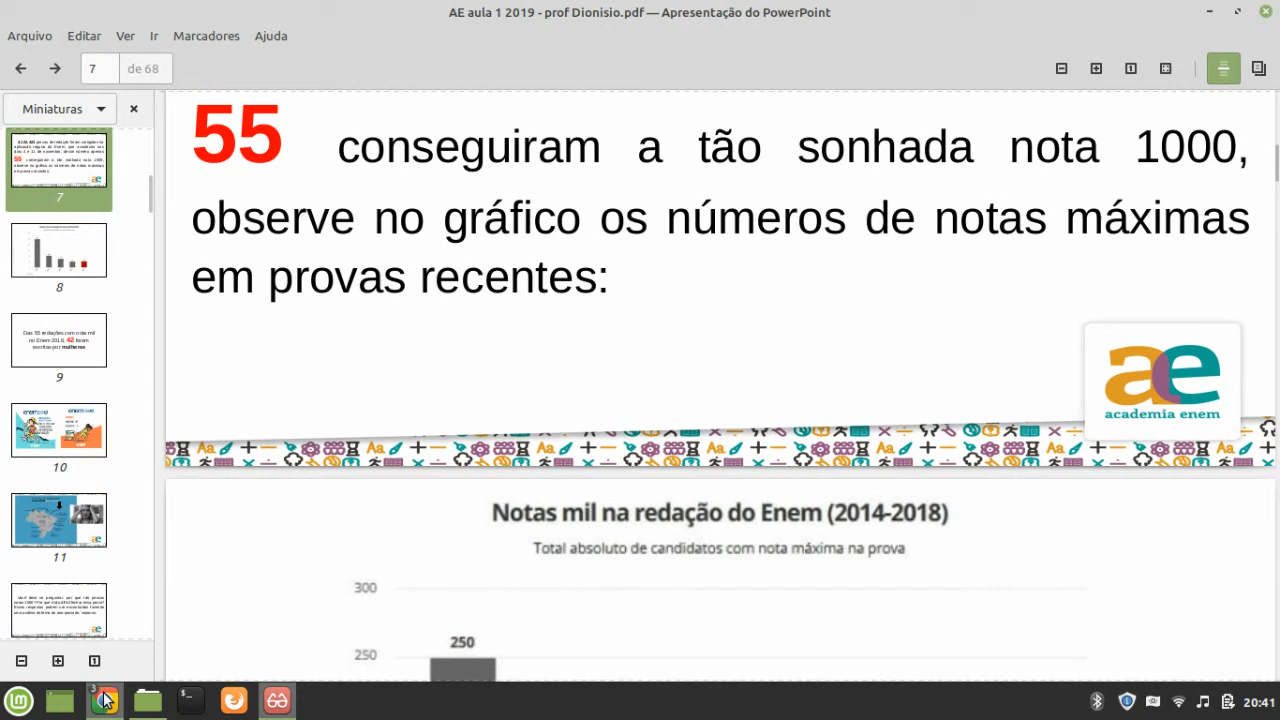 AE aula 1 2019 - prof Dionisio.pdf — Apresentação do PowerPoint
Arquivo Editar Ver Ir Marcadores Ajuda
7 de 68
Miniaturas
55 conseguiram a tão sonhada nota 1000,
observe no gráfico os números de notas máximas
em provas recentes:
ae
academia enem
Notas mil na redação do Enem (2014-2018)
Total absoluto de candidatos com nota máxima na prova
300
250
250
7
8
Das 55 redações com nota mil
no Enem 2018, 42 foram
escritas por mulheres
9
10
11
3
20:41